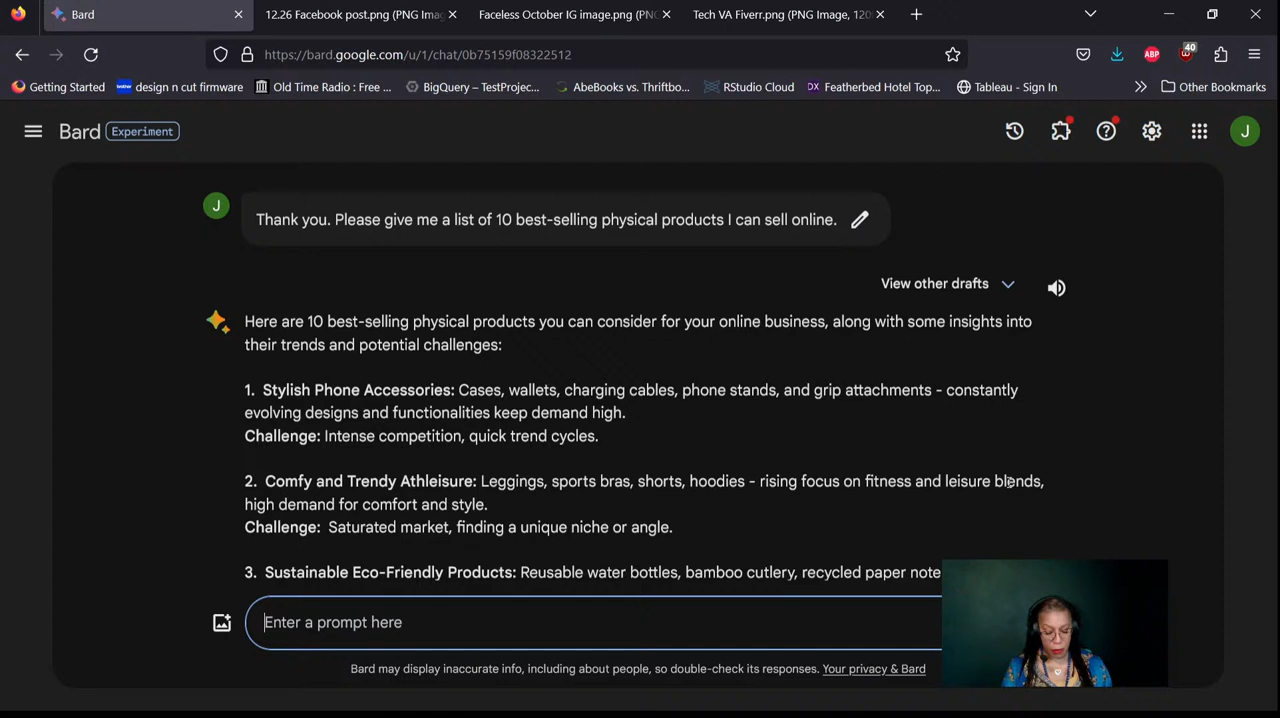 Bard
12.26 Facebook post.png (PNG Imag
Faceless October IG image.png (PNG
Tech VA Fiverr.png (PNG Image, 120
https://bard.google.com/u/1/chat/0b75159f08322512
ABP
40
Getting Started
design n cut firmware
Old Time Radio : Free ...
BigQuery – TestProjec...
AbeBooks vs. Thriftbo...
RStudio Cloud
DX Featherbed Hotel Top...
Tableau - Sign In
Other Bookmarks
Bard Experiment
J
J
Thank you. Please give me a list of 10 best-selling physical products I can sell online.
View other drafts
Here are 10 best-selling physical products you can consider for your online business, along with some insights into
their trends and potential challenges:
1. Stylish Phone Accessories: Cases, wallets, charging cables, phone stands, and grip attachments - constantly
evolving designs and functionalities keep demand high.
Challenge: Intense competition, quick trend cycles.
2. Comfy and Trendy Athleisure: Leggings, sports bras, shorts, hoodies - rising focus on fitness and leisure blends,
high demand for comfort and style.
Challenge: Saturated market, finding a unique niche or angle.
3. Sustainable Eco-Friendly Products: Reusable water bottles, bamboo cutlery, recycled paper note
Enter a prompt here
Bard may display inaccurate info, including about people, so double-check its responses. Your privacy & Bard